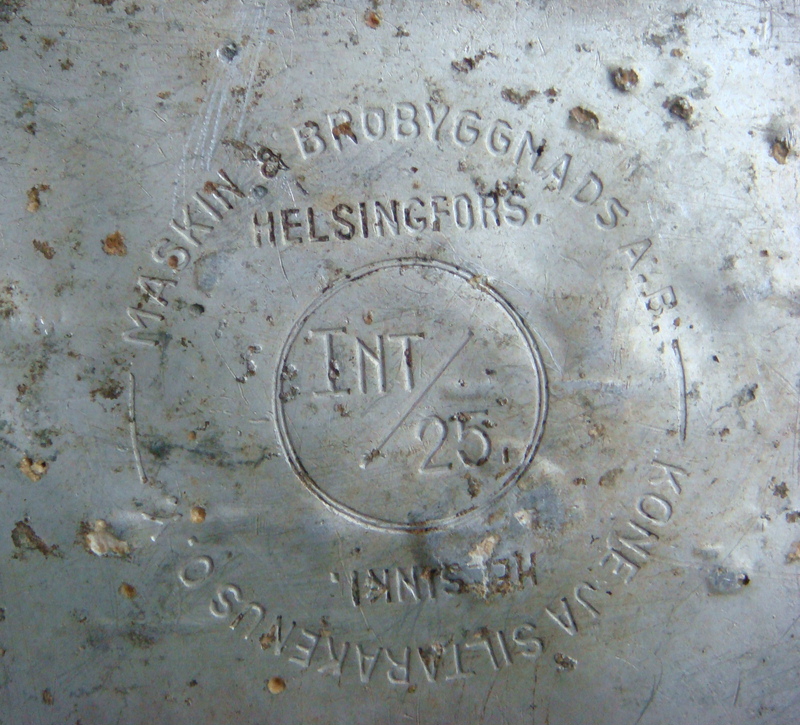 MASKIN & BROBYGGNADS A.B.
HELSINGFORS.
INT/25.
HELSINKI.
KONE JA SILTARAKENNUS O.Y.